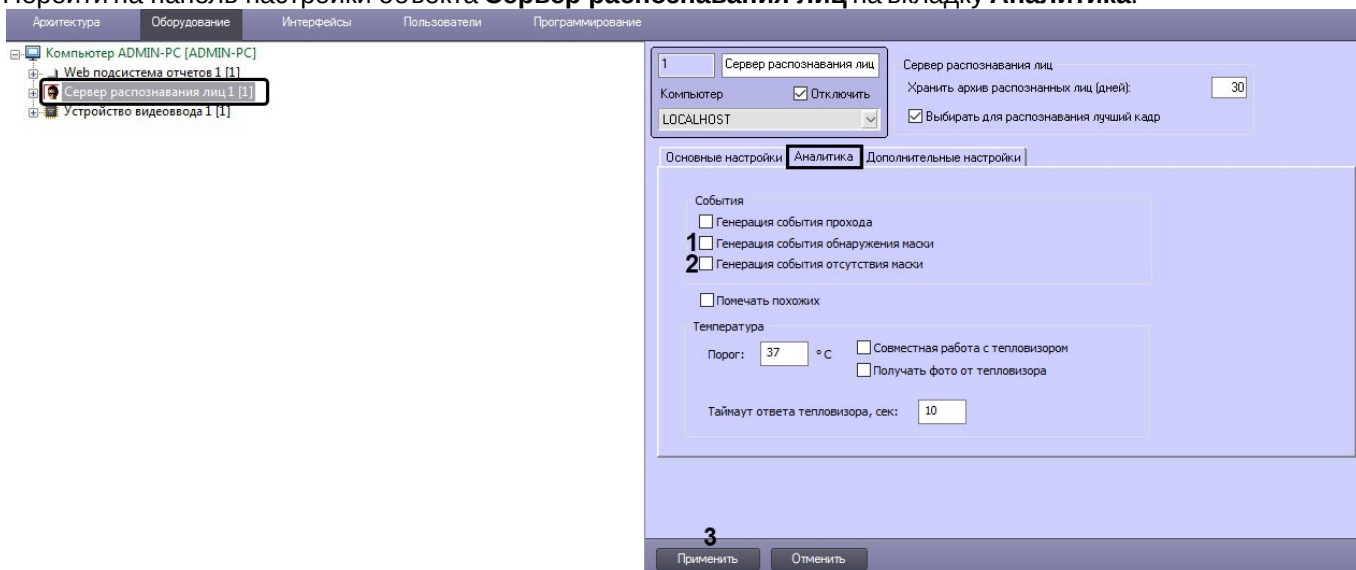 Перейти на панель настройки объекта Сервер распознавания лиц на вкладку Аналитика.
Архитектура Оборудование Интерфейсы Пользователи Программирование
Компьютер ADMIN-PC [ADMIN-PC]
Web подсистема отчетов 1 [1]
Сервер распознавания лиц 1 [1]
Устройство видеоввода 1 [1]
1 Сервер распознавания лиц
Компьютер Отключить
LOCALHOST
Сервер распознавания лиц
Хранить архив распознанных лиц (дней): 30
Выбирать для распознавания лучший кадр
Основные настройки Аналитика Дополнительные настройки
События
Генерация события прохода
1 Генерация события обнаружения маски
2 Генерация события отсутствия маски
Помечать похожих
Температура
Порог: 37 ° C
Совместная работа с тепловизором
Получать фото от тепловизора
Таймаут ответа тепловизора, сек: 10
3
Применить Отменить